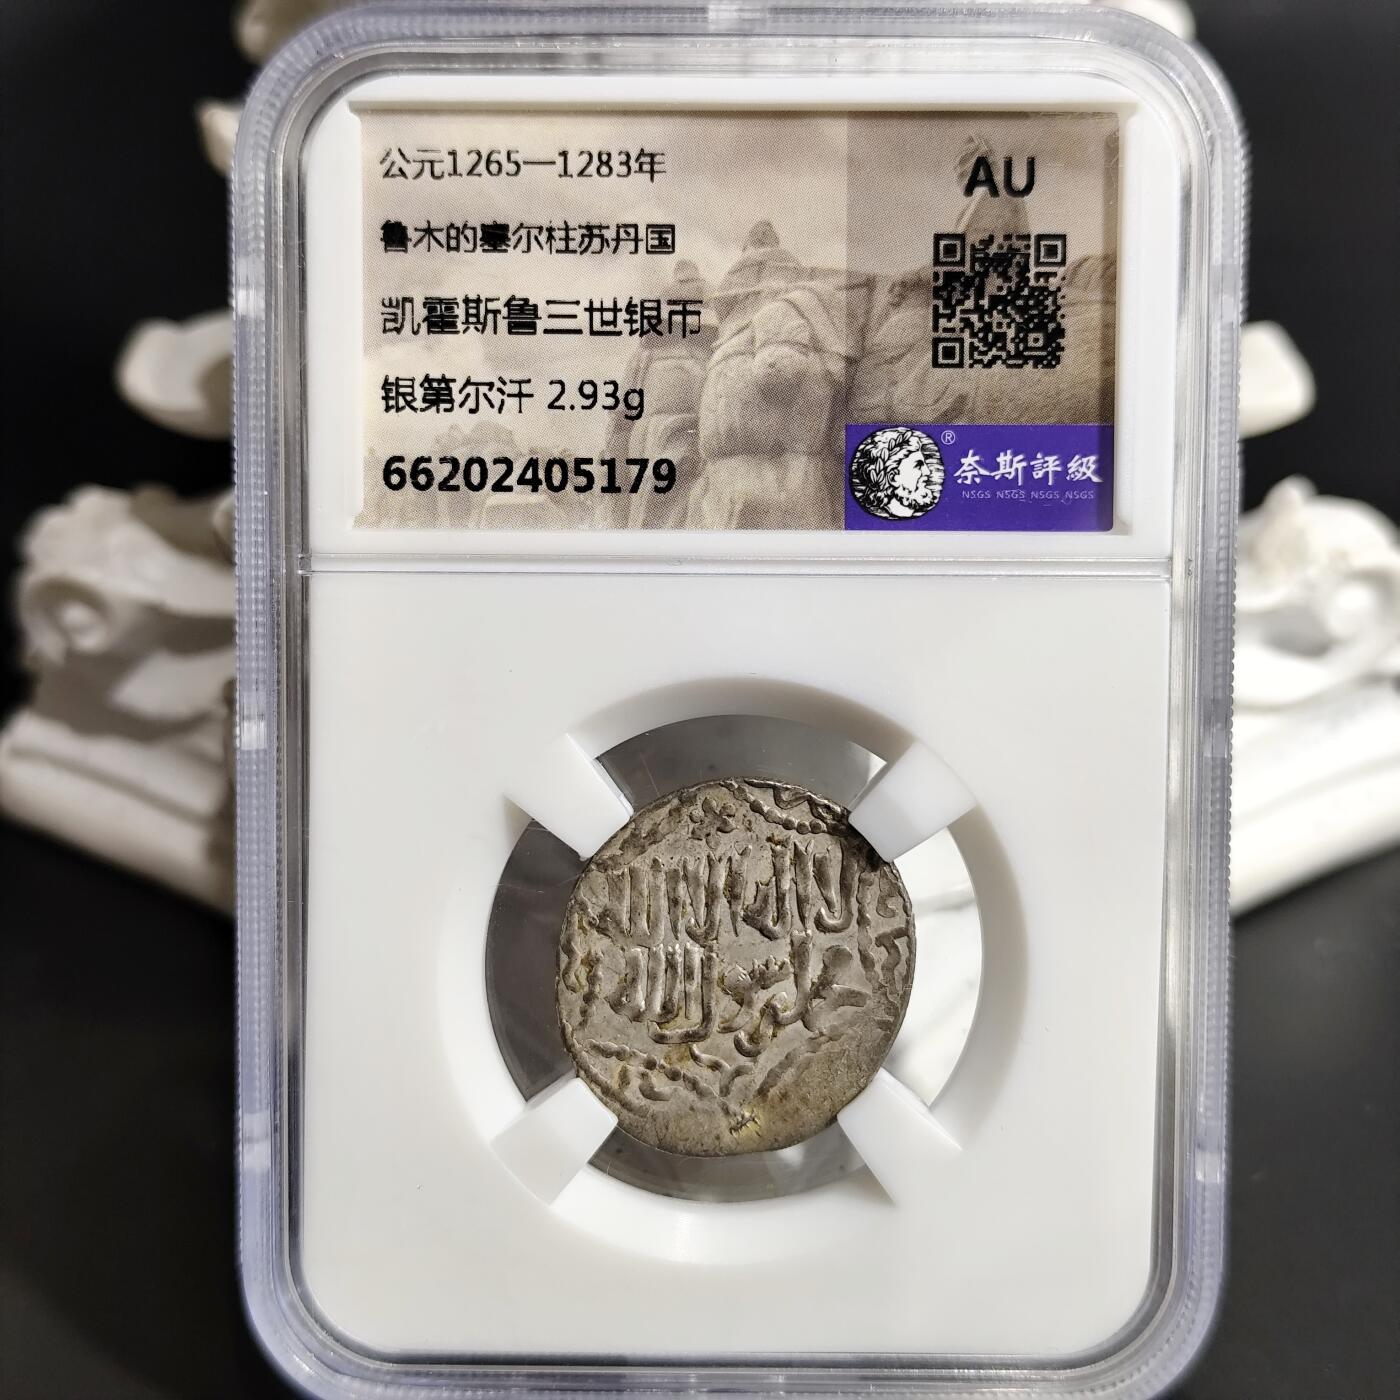 公元1265—1283年
鲁木的塞尔柱苏丹国
凯霍斯鲁三世银币
银第尔汗 2.93g
66202405179
AU
®
奈斯評級
NSGS NSGS NSGS NSGS